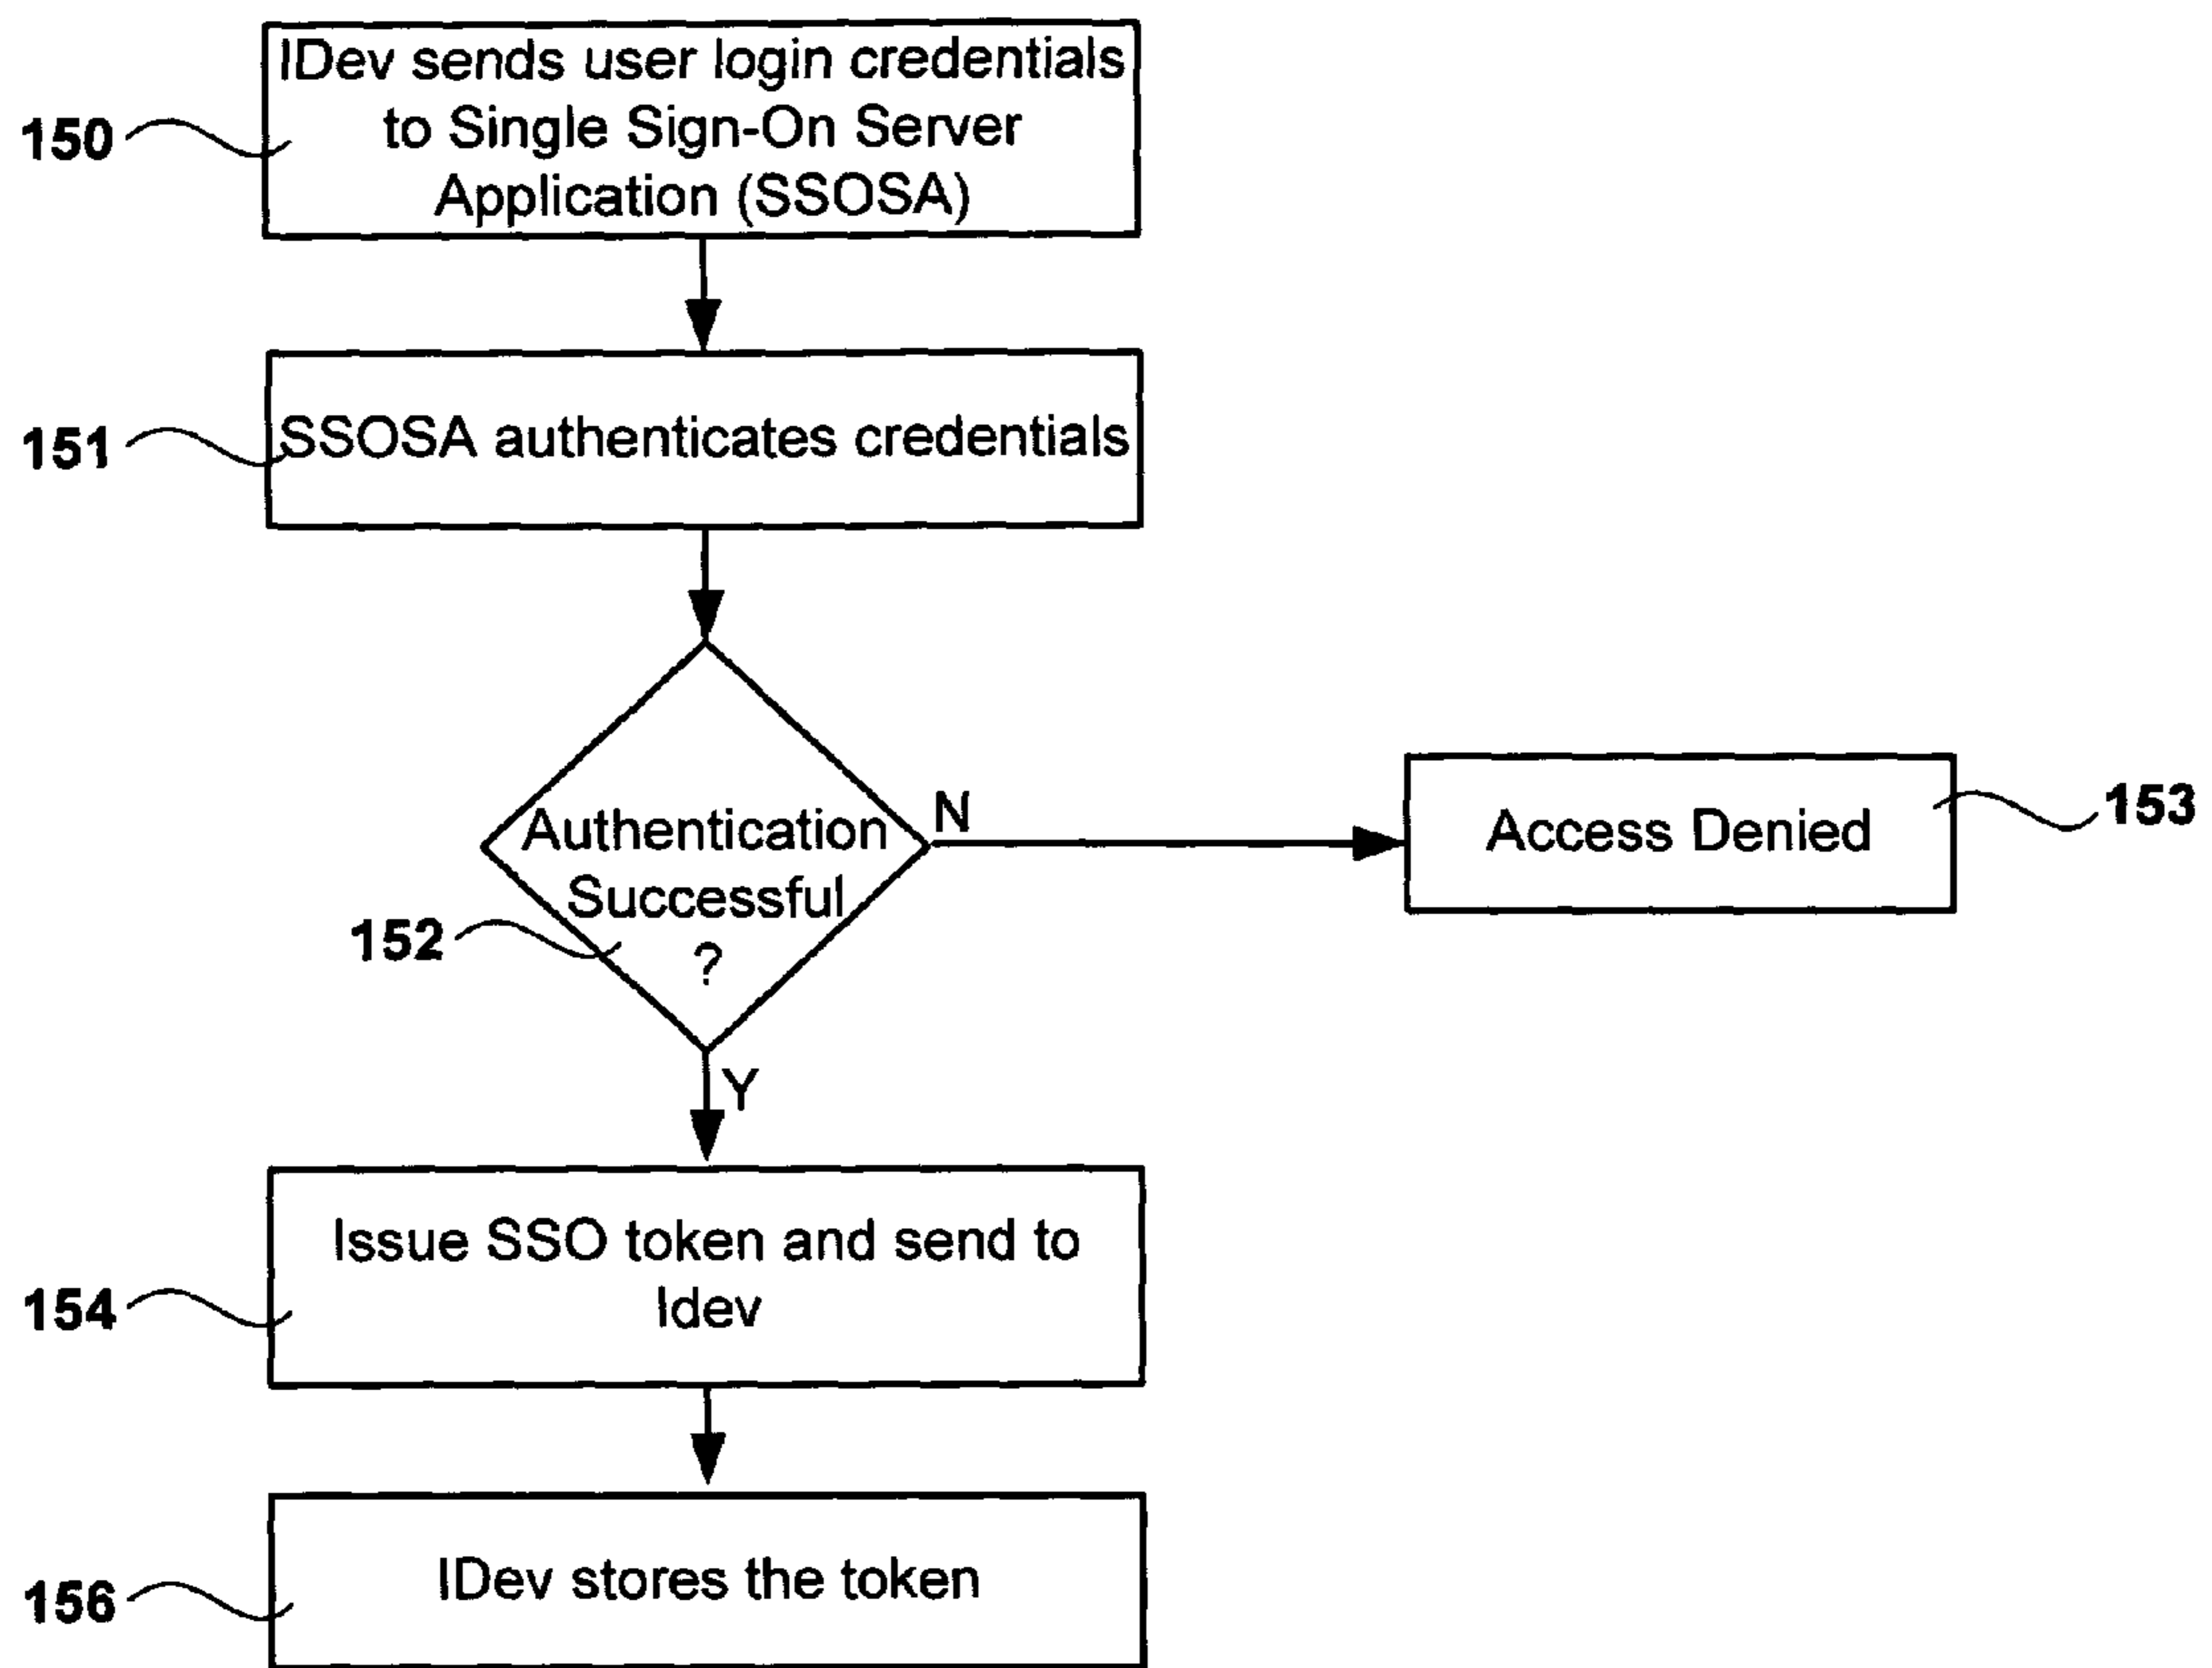 IDev sends user login credentials
to Single Sign-On Server
Application (SSOSA)
150
SSOSA authenticates credentials
151
Authentication
Successful
?
152
N
Access Denied
153
Y
Issue SSO token and send to
Idev
154
IDev stores the token
156